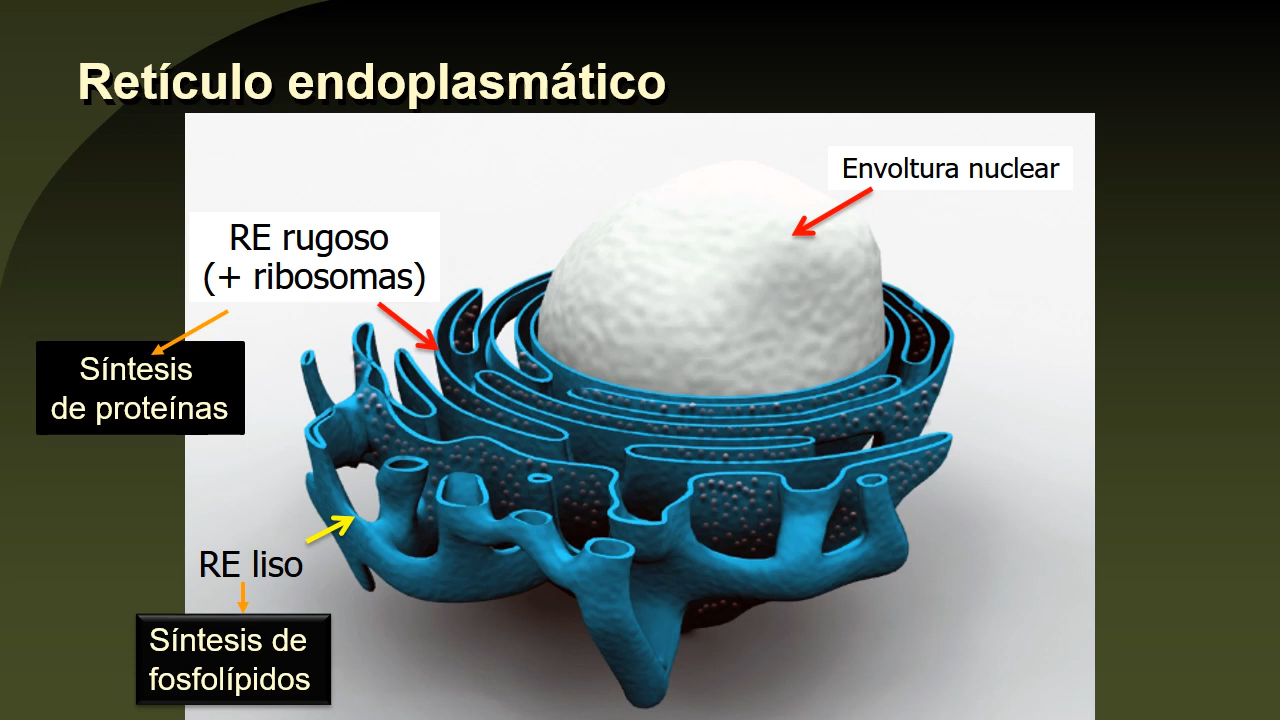 Retículo endoplasmático
Envoltura nuclear
RE rugoso
(+ ribosomas)
Síntesis
de proteínas
RE liso
Síntesis de
fosfolípidos